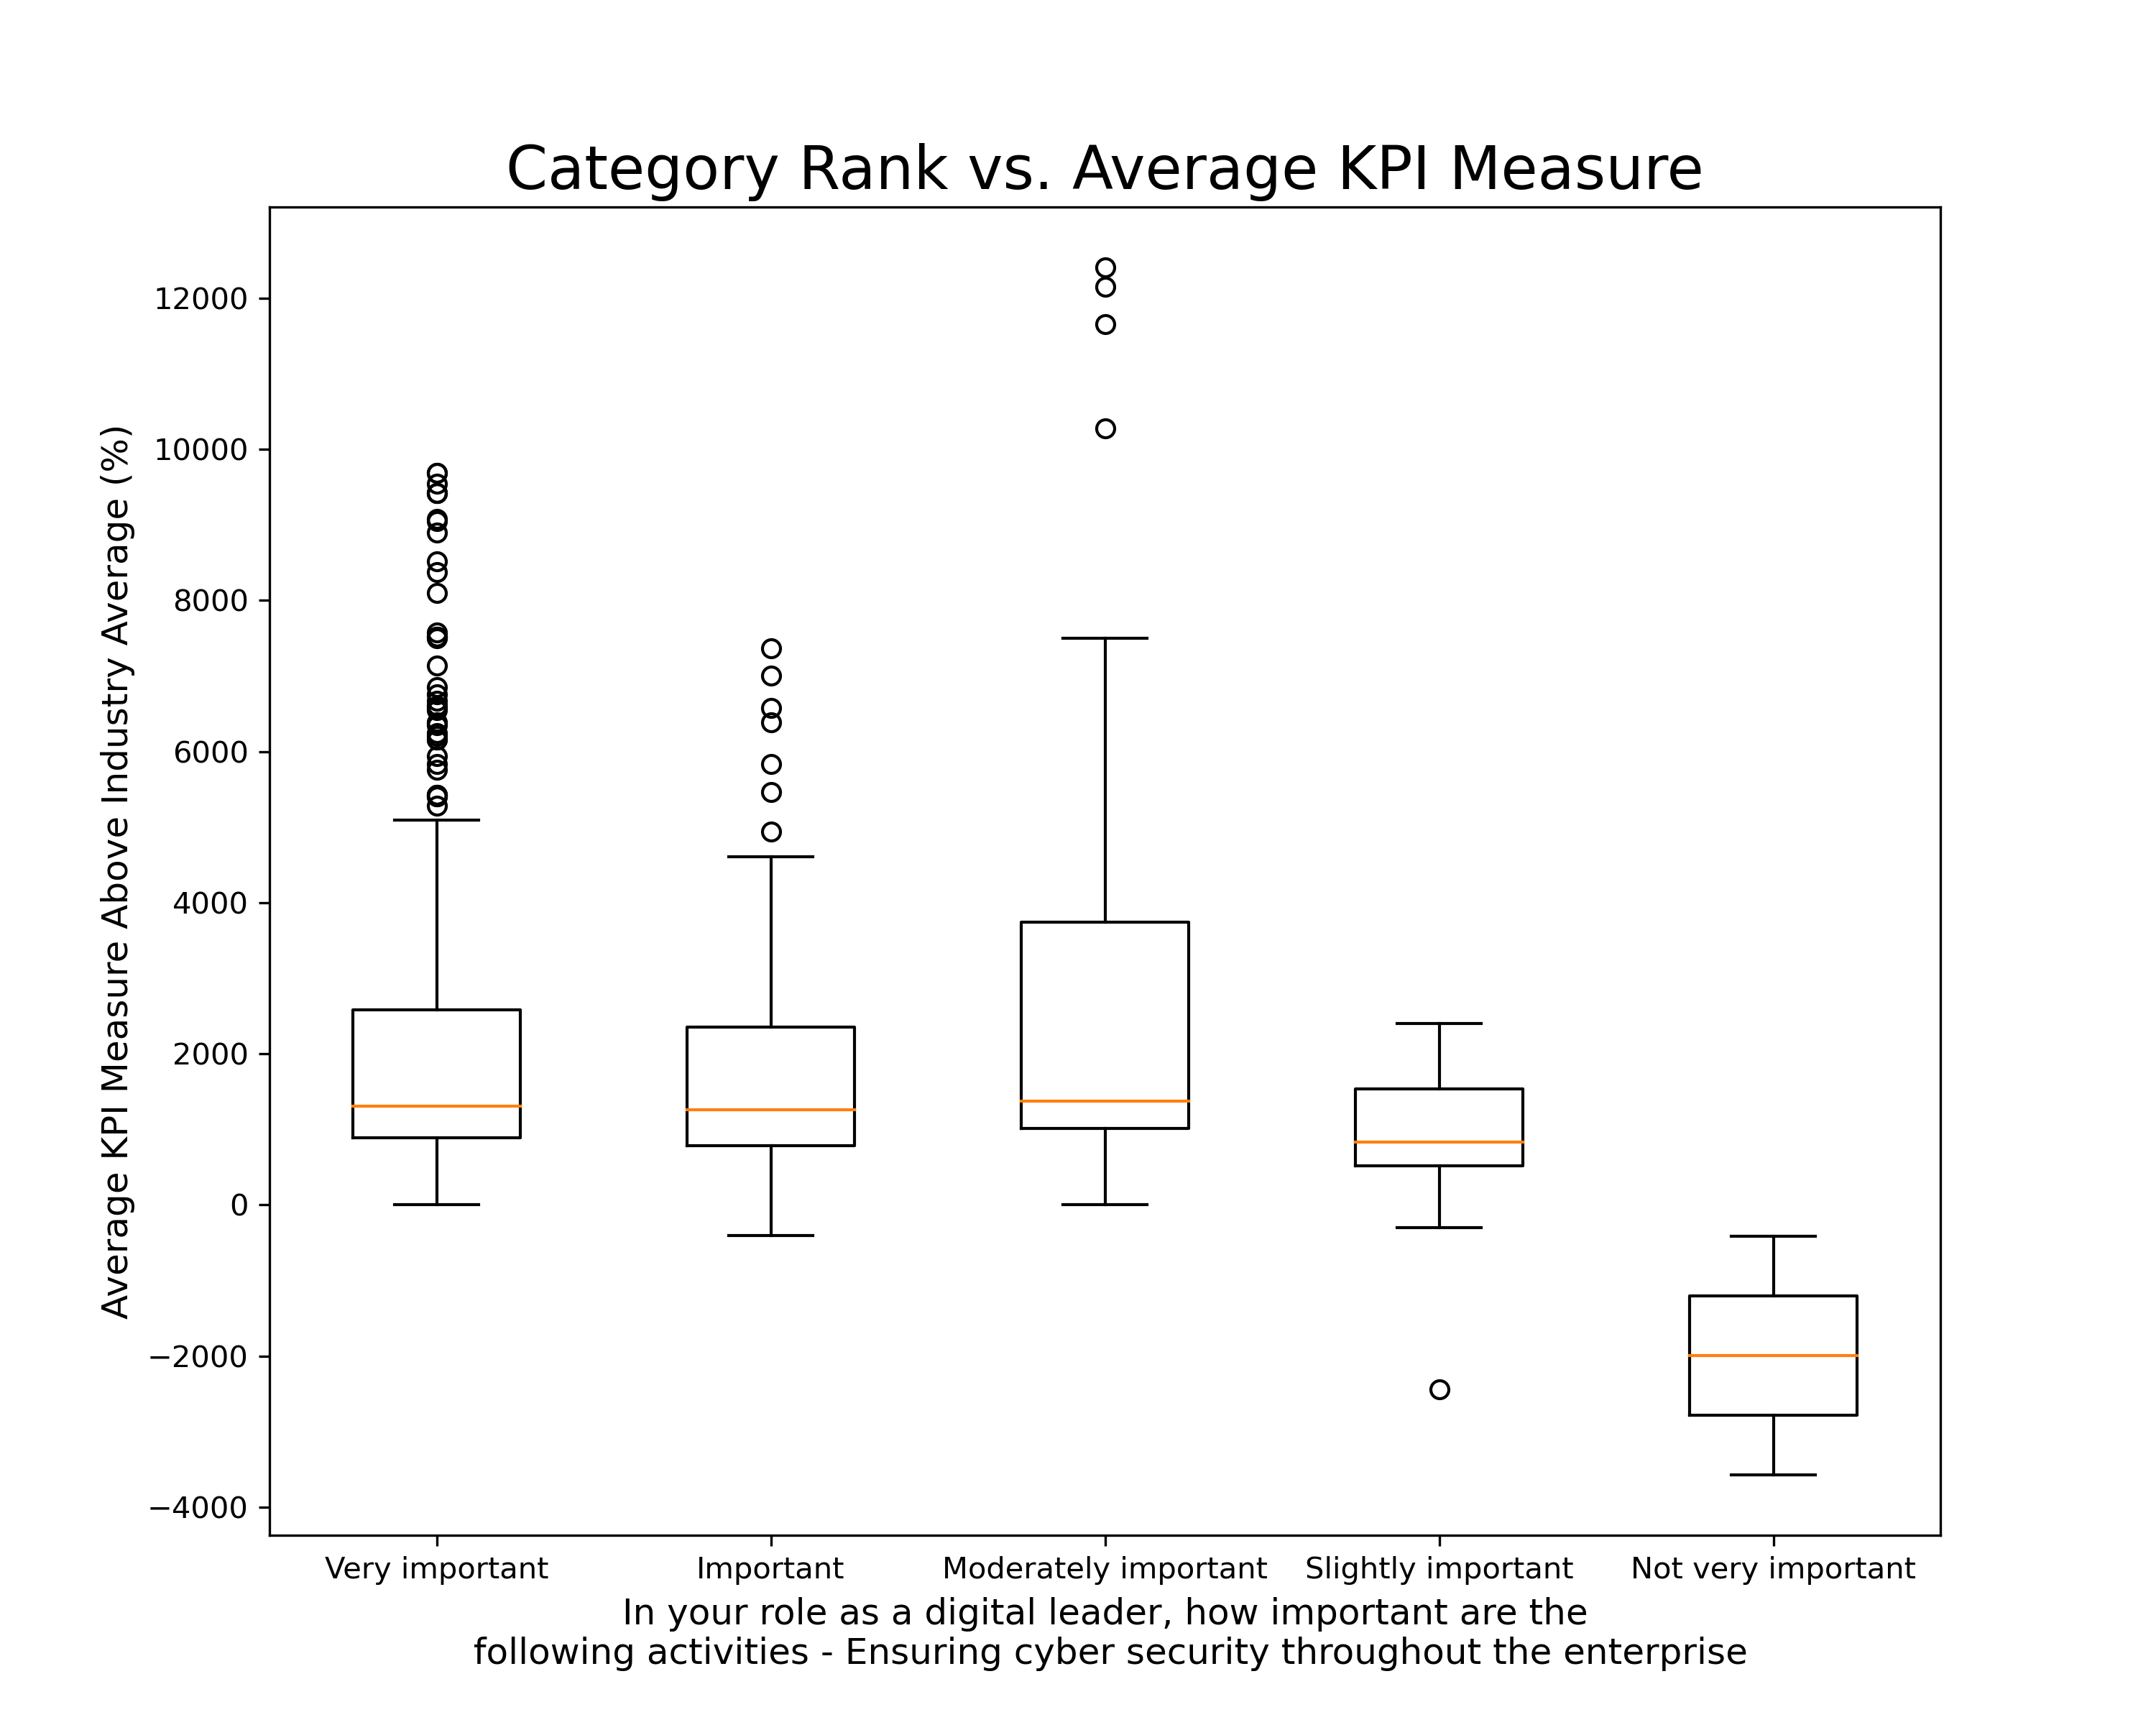 Category Rank vs. Average KPI Measure
Average KPI Measure Above Industry Average (%)
12000
10000
8000
6000
4000
2000
0
−2000
−4000
Very important
Important
Moderately important
Slightly important
Not very important
In your role as a digital leader, how important are the
following activities - Ensuring cyber security throughout the enterprise